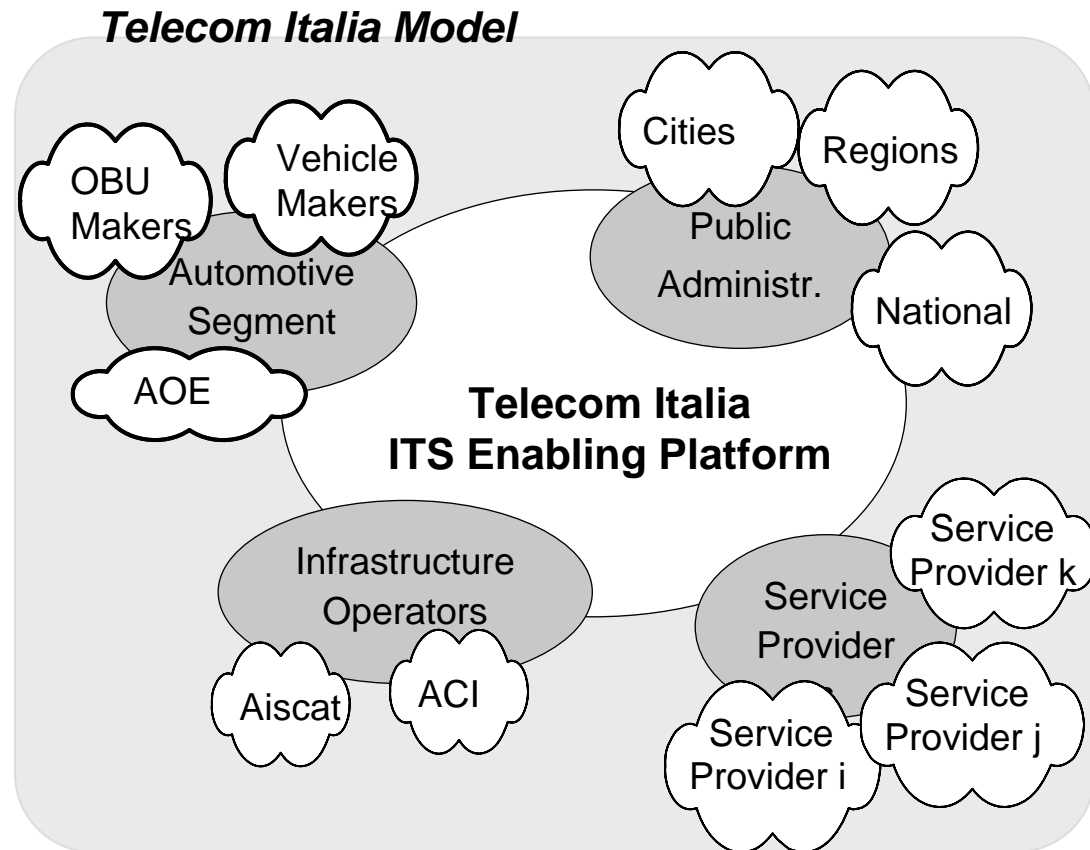 Telecom Italia Model
OBU
Makers
Vehicle
Makers
Automotive
Segment
AOE
Cities
Regions
Public
Administr.
National
Telecom Italia
ITS Enabling Platform
Infrastructure
Operators
Aiscat
ACI
Service
Provider
Service
Provider k
Service
Provider j
Service
Provider i